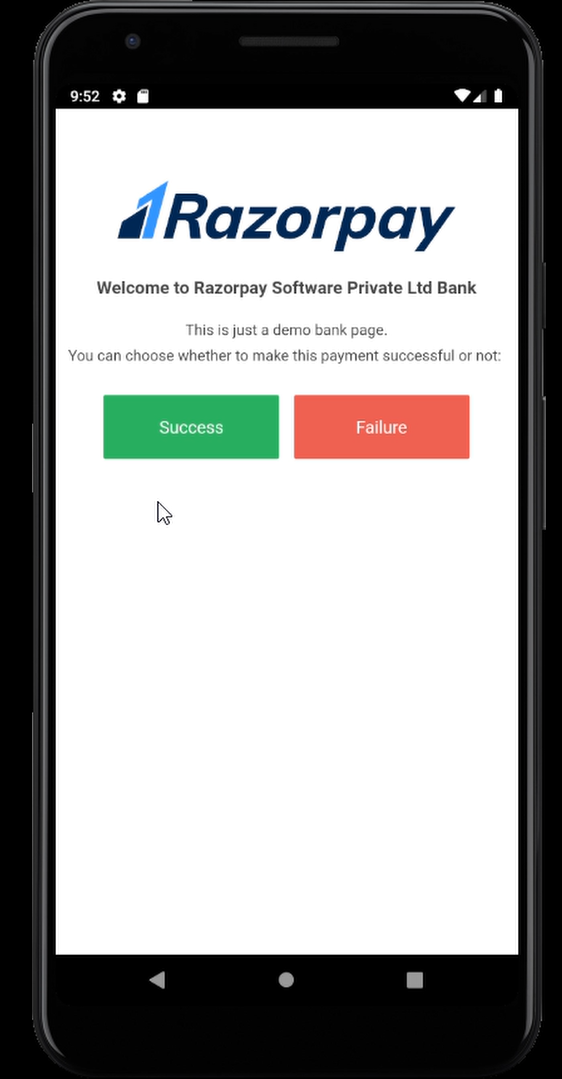 9:52
Razorpay
Welcome to Razorpay Software Private Ltd Bank
This is just a demo bank page.
You can choose whether to make this payment successful or not:
Success Failure